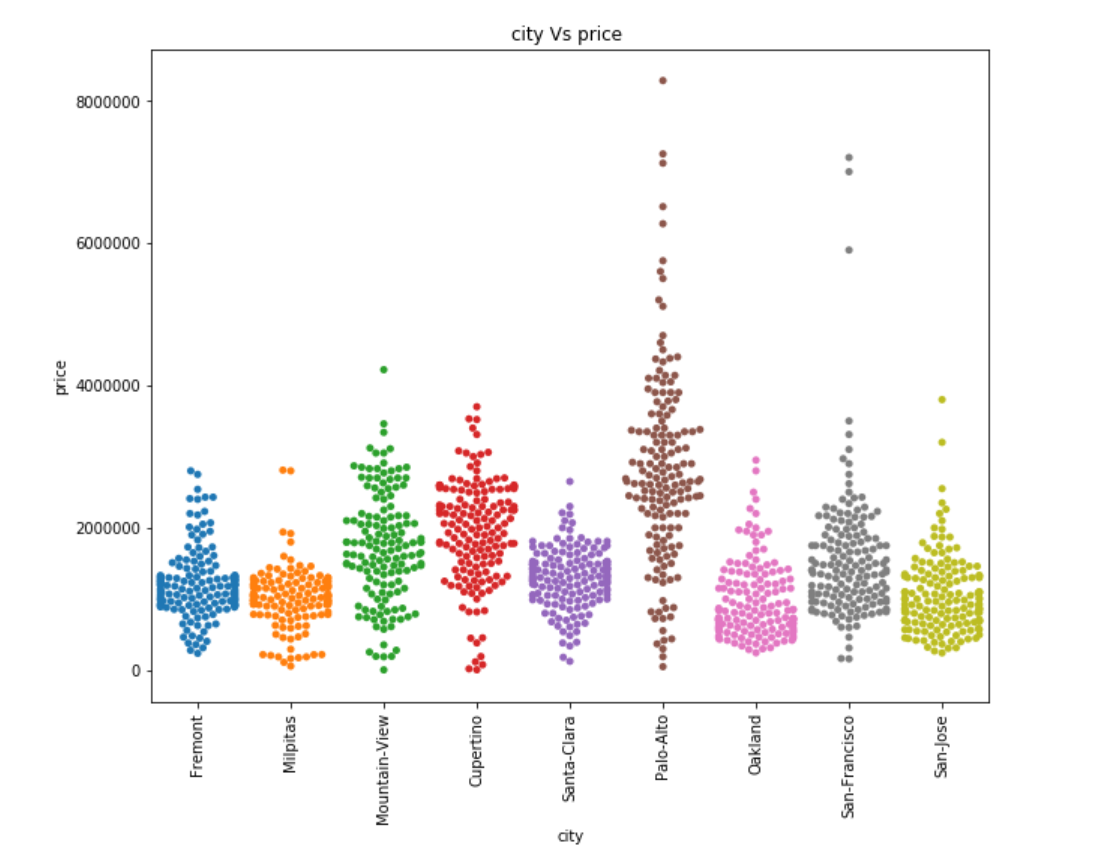 city Vs price
8000000
6000000
4000000
2000000
0
price
Fremont
Milpitas
Mountain-View
Cupertino
Santa-Clara
Palo-Alto
Oakland
San-Francisco
San-Jose
city